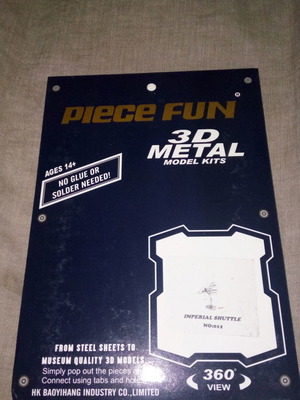 PIECE FUN®
3D
METAL
MODEL KITS
AGES 14+
NO GLUE OR
SOLDER NEEDED!
IMPERIAL SHUTTLE
FROM STEEL SHEETS TO
MUSEUM QUALITY 3D MODELS
Simply pop out the pieces
Connect using tabs and
HK BAOYIHANG INDUSTRY CO.,LIMITED
360°
VIEW